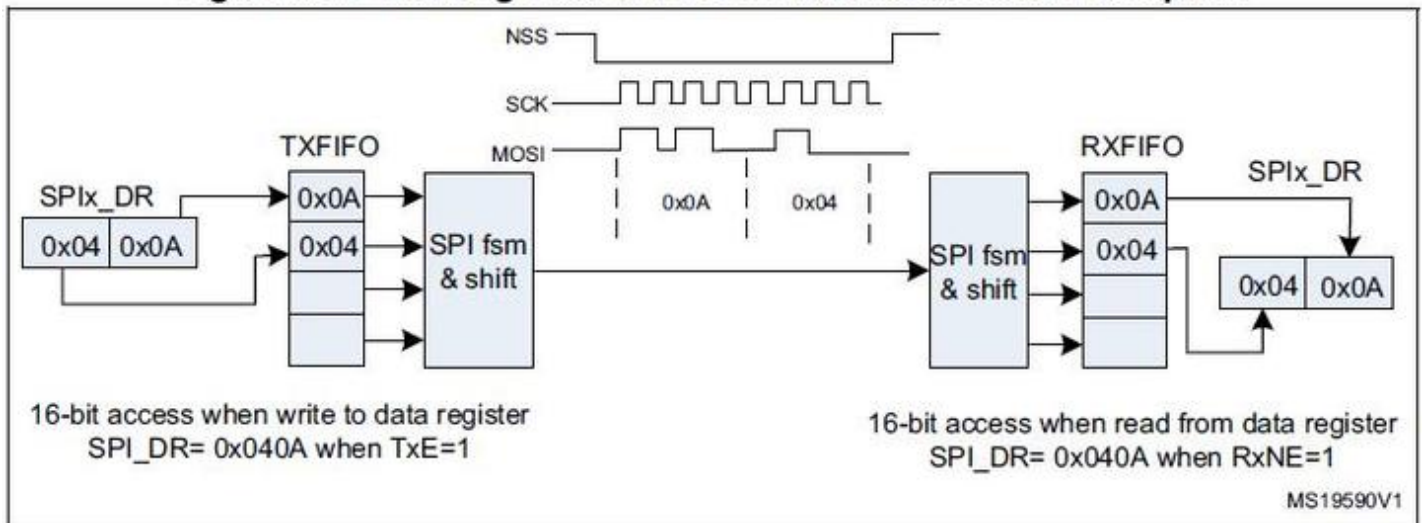 NSS
SCK
MOSI
TXFIFO
RXFIFO
SPIx_DR
SPIx_DR
0x04 0x0A
0x0A
0x04
SPI fsm
& shift
0x0A
0x04
SPI fsm
& shift
0x0A
0x04
0x04 0x0A
16-bit access when write to data register
SPI_DR= 0x040A when TxE=1
16-bit access when read from data register
SPI_DR= 0x040A when RxNE=1
MS19590V1